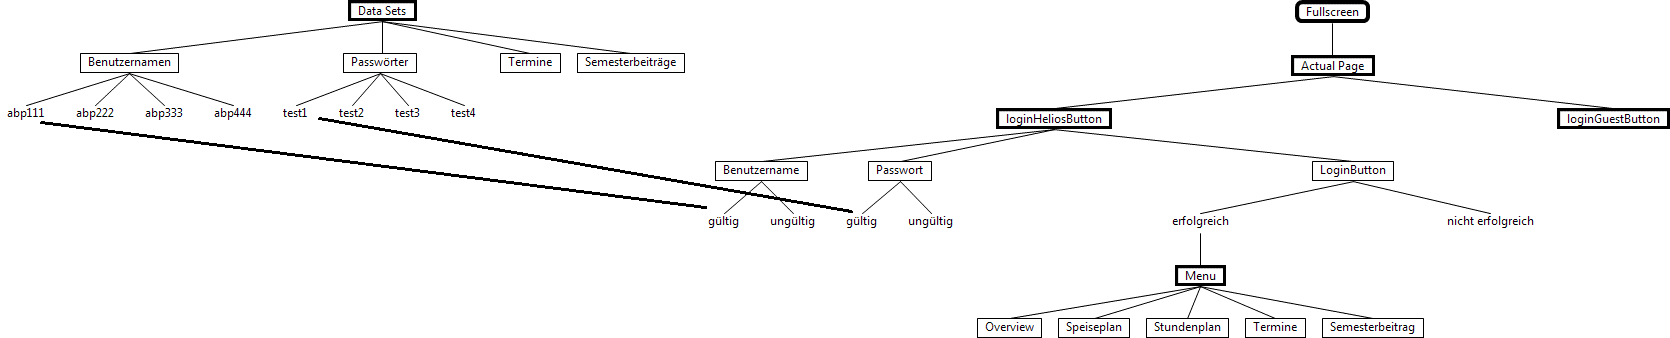 Data Sets
Fullscreen
Benutzernamen
Passwörter
Termine
Semesterbeiträge
Actual Page
abp111
abp222
abp333
abp444
test1
test2
test3
test4
loginHeliosButton
loginGuestButton
Benutzername
Passwort
LoginButton
gültig
ungültig
gültig
ungültig
erfolgreich
nicht erfolgreich
Menu
Overview
Speiseplan
Stundenplan
Termine
Semesterbeitrag